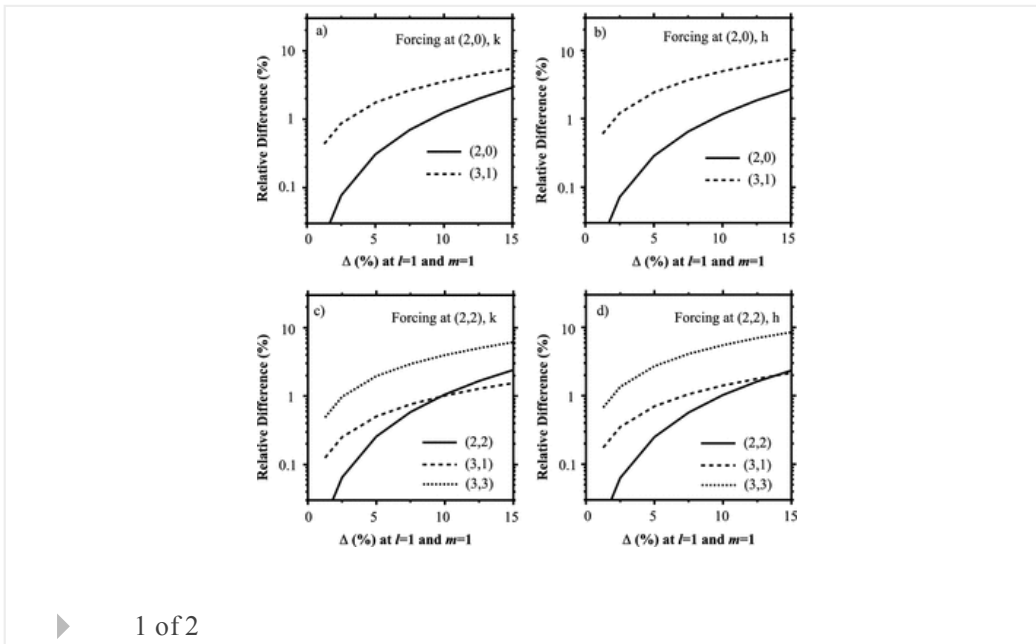 a)
Forcing at (2,0), k
Relative Difference (%)
10
1
0.1
(2,0)
(3,1)
0 5 10 15
Δ (%) at l=1 and m=1
b)
Forcing at (2,0), h
Relative Difference (%)
10
1
0.1
(2,0)
(3,1)
0 5 10 15
Δ (%) at l=1 and m=1
c)
Forcing at (2,2), k
Relative Difference (%)
10
1
0.1
(2,2)
(3,1)
(3,3)
0 5 10 15
Δ (%) at l=1 and m=1
d)
Forcing at (2,2), h
Relative Difference (%)
10
1
0.1
(2,2)
(3,1)
(3,3)
0 5 10 15
Δ (%) at l=1 and m=1
1 of 2